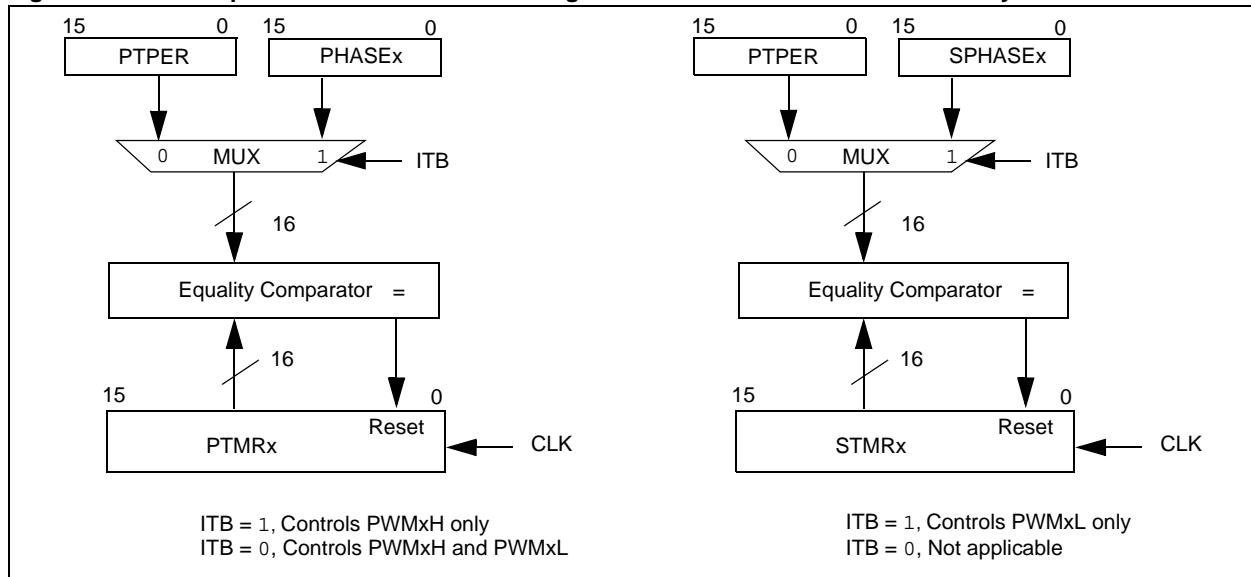 15 0
PTPER
15 0
PHASEx
0 MUX 1
ITB
16
Equality Comparator =
16
15 0
Reset
PTMRx
CLK
ITB = 1, Controls PWMxH only
ITB = 0, Controls PWMxH and PWMxL
15 0
PTPER
15 0
SPHASEx
0 MUX 1
ITB
16
Equality Comparator =
16
15 0
Reset
STMRx
CLK
ITB = 1, Controls PWMxL only
ITB = 0, Not applicable